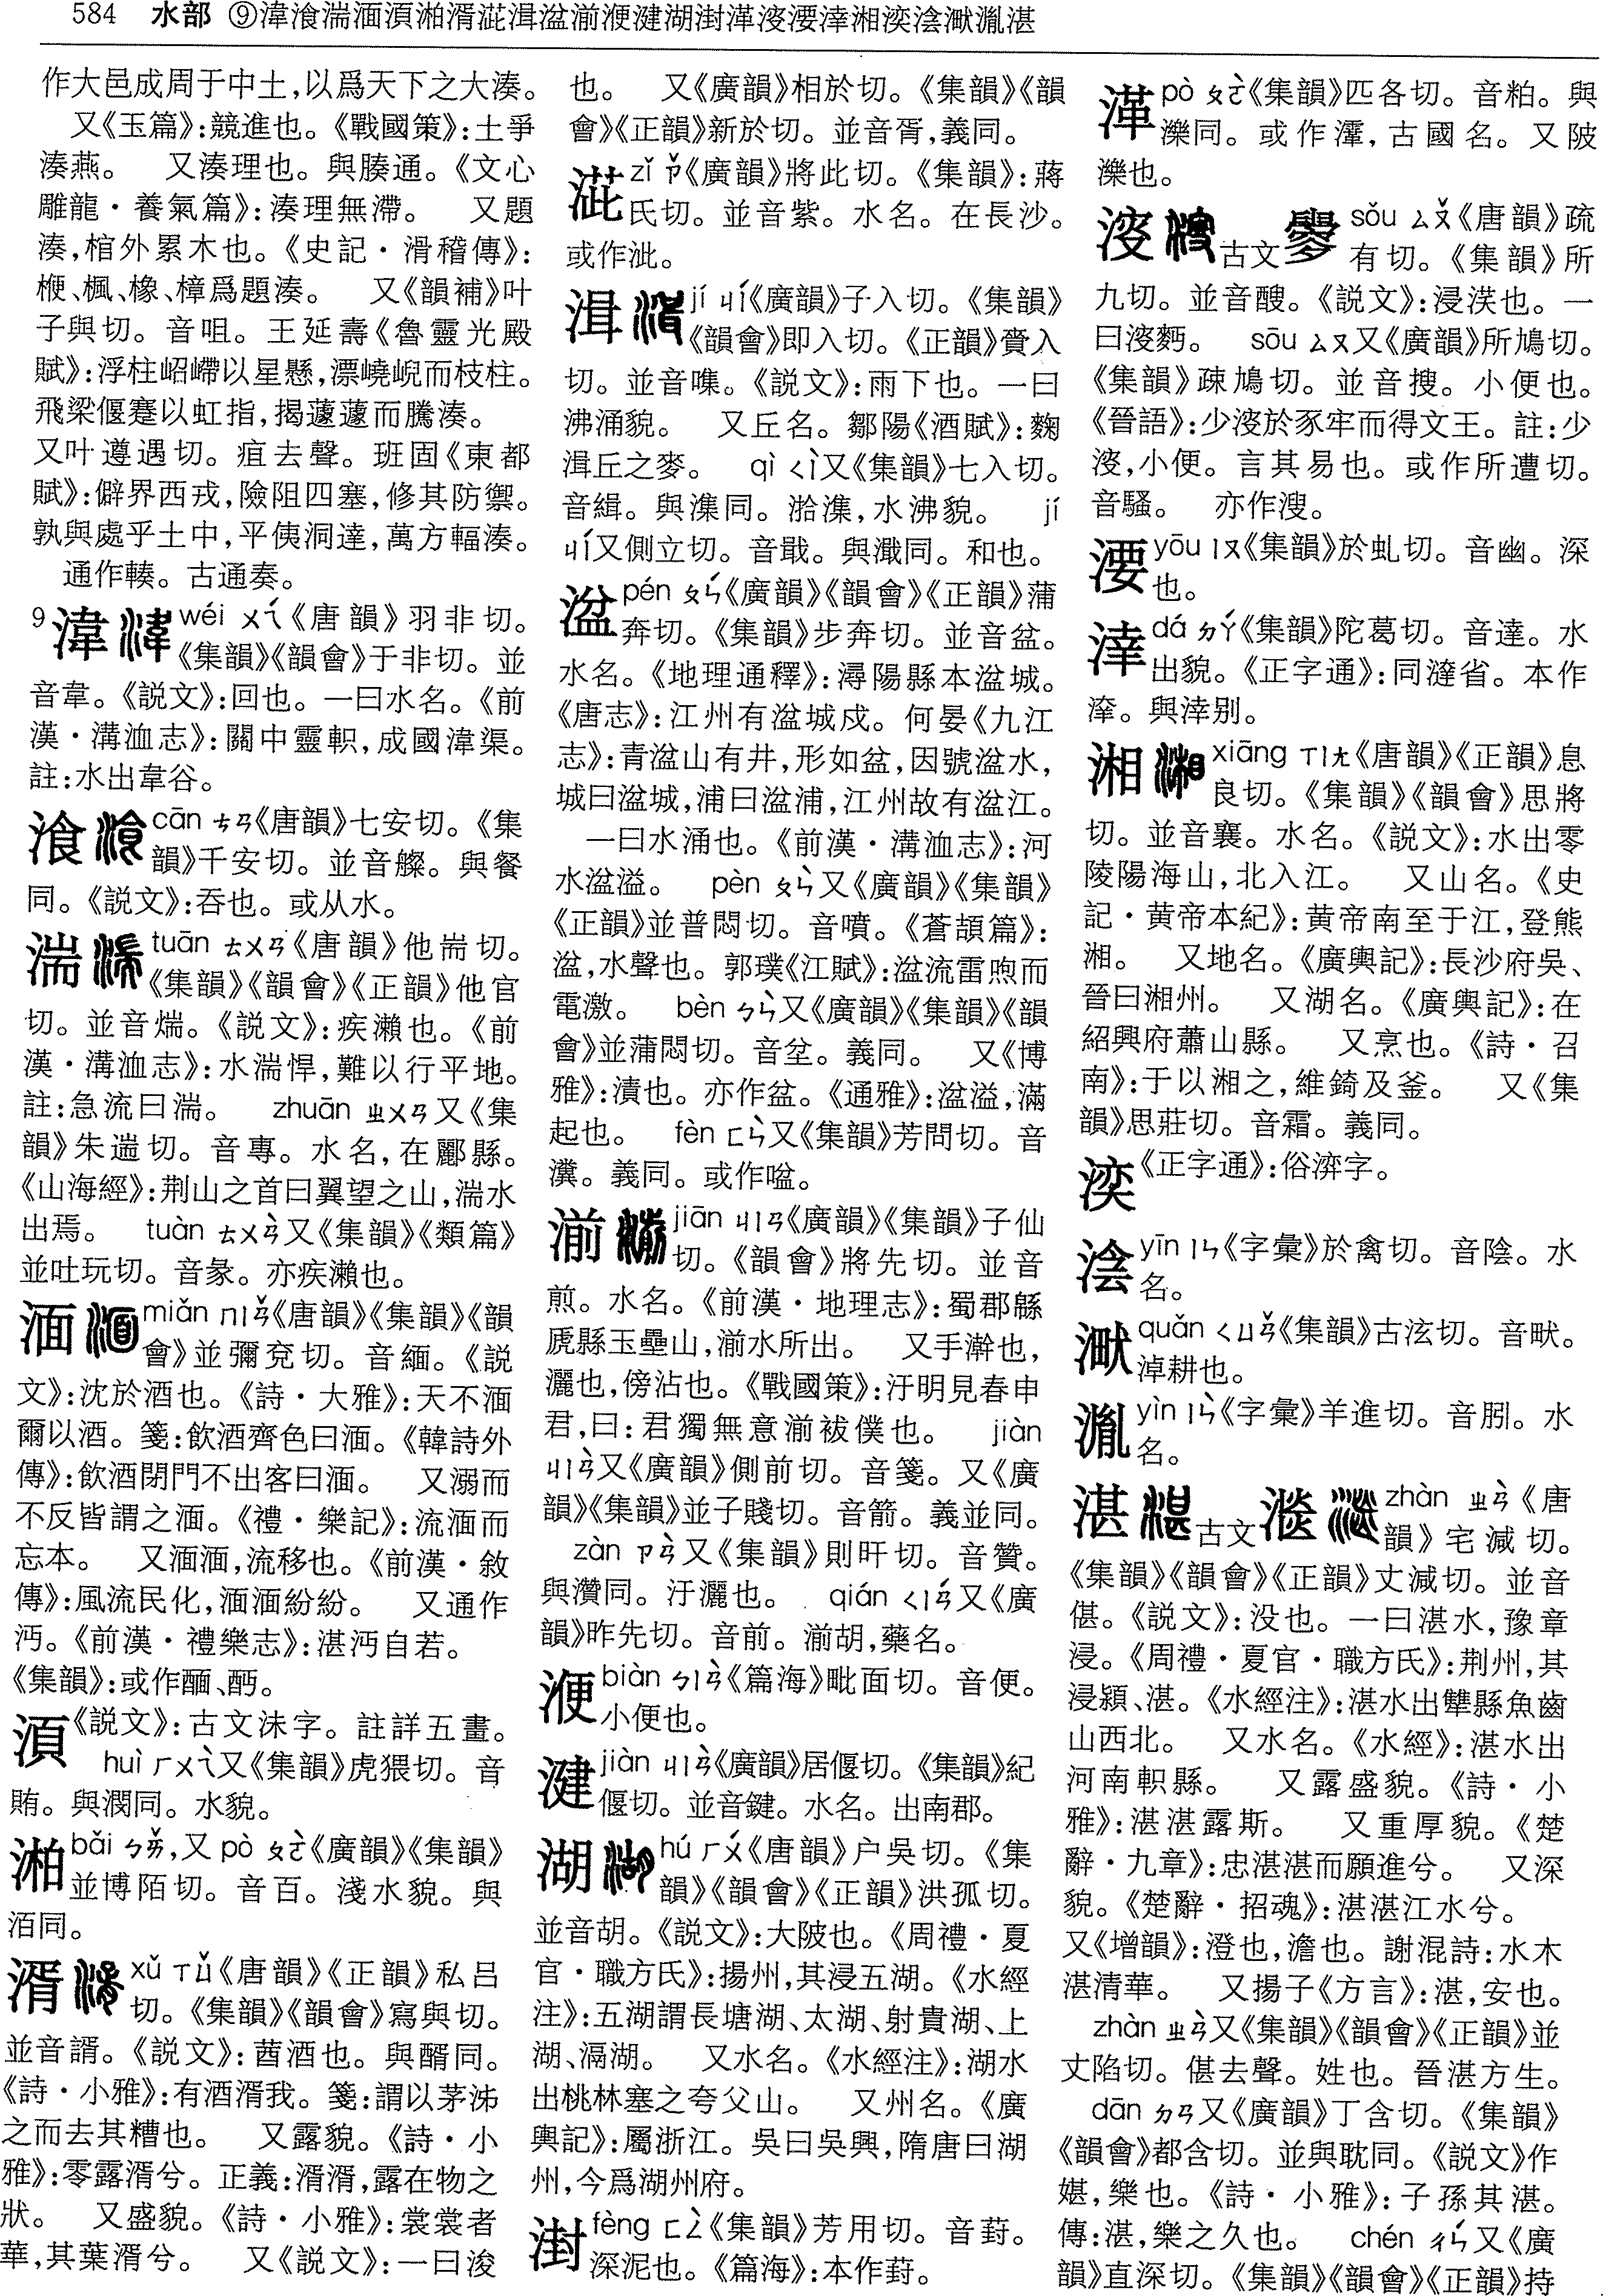 584 水部 ⑨湋湌湍湎湏湐湑湒湓湔湕湖湗湘湙湚湛
作大邑成周于中土,以爲天下之大湊。
又《玉篇》:競進也。《戰國策》:士爭
湊燕。 又湊理也。與腠通。《文心
雕龍·養氣篇》:湊理無滯。 又題
湊,棺外累木也。《史記·滑稽傳》:
楩、楓、橡、樟爲題湊。 又《韻補》叶
子與切。音咀。王延壽《魯靈光殿
賦》:浮柱岧嵽以星懸,漂嶢峴而枝柱。
飛梁偃蹇以虹指,揭蘧蘧而騰湊。
又叶遵遇切。疽去聲。班固《東都
賦》:僻界西戎,險阻四塞,修其防禦。
孰與處乎土中,平夷洞達,萬方輻湊。
通作輳。古通奏。
9 湋 wéi ㄨㄟˊ《唐韻》羽非切。
《集韻》《韻會》于非切。並
音韋。《説文》:回也。一曰水名。《前
漢·溝洫志》:關中靈軹,成國湋渠。
註:水出韋谷。
湌 cān ㄘㄢ《唐韻》七安切。《集
韻》千安切。並音㜗。與餐
同。《説文》:吞也。或从水。
湍 tuān ㄊㄨㄢ《唐韻》他耑切。
《集韻》《韻會》《正韻》他官
切。並音煓。《説文》:疾瀨也。《前
漢·溝洫志》:水湍悍,難以行平地。
註:急流曰湍。 zhuān ㄓㄨㄢ又《集
韻》朱遄切。音專。水名,在酈縣。
《山海經》:荆山之首曰翼望之山,湍水
出焉。 tuàn ㄊㄨㄢˋ又《集韻》《類篇》
並吐玩切。音彖。亦疾瀨也。
湎 miǎn ㄇㄧㄢˇ《唐韻》《集韻》《韻
會》並彌兗切。音緬。《説
文》:沈於酒也。《詩·大雅》:天不湎
爾以酒。箋:飲酒齊色曰湎。《韓詩外
傳》:飲酒閉門不出客曰湎。 又溺而
不反皆謂之湎。《禮·樂記》:流湎而
忘本。 又湎湎,流移也。《前漢·敘
傳》:風流民化,湎湎紛紛。 又通作
沔。《前漢·禮樂志》:湛沔自若。
《集韻》:或作酾、䤄。
湏《説文》:古文沬字。註詳五畫。
huì ㄏㄨㄟˋ又《集韻》虎猥切。音
賄。與㵋同。水貌。
湐 bǎi ㄅㄞˇ,又 pò ㄆㄛˋ《廣韻》《集韻》
並博陌切。音百。淺水貌。與
洦同。
湑 xǔ ㄒㄩˇ《唐韻》《正韻》私吕
切。《集韻》《韻會》寫與切。
並音諝。《説文》:莤酒也。與醑同。
《詩·小雅》:有酒湑我。箋:謂以茅泲
之而去其糟也。 又露貌。《詩·小
雅》:零露湑兮。正義:湑湑,露在物之
狀。 又盛貌。《詩·小雅》:裳裳者
華,其葉湑兮。 又《説文》:一曰浚
也。 又《廣韻》相於切。《集韻》《韻
會》《正韻》新於切。並音胥,義同。
zǐ ㄗˇ《廣韻》將此切。《集韻》:蔣
氏切。並音紫。水名。在長沙。
或作泚。
湒 jí ㄐㄧˊ《廣韻》子入切。《集韻》
《韻會》即入切。《正韻》賫入
切。並音喋。《説文》:雨下也。一曰
沸涌貌。 又丘名。鄒陽《酒賦》:麴
湒丘之麥。 qì ㄑㄧˋ又《集韻》七入切。
音緝。與潗同。湁潗,水沸貌。 jí
ㄐㄧˊ又側立切。音戢。與濈同。和也。
湓 pén ㄆㄣˊ《廣韻》《韻會》《正韻》蒲
奔切。《集韻》步奔切。並音盆。
水名。《地理通釋》:潯陽縣本湓城。
《唐志》:江州有湓城戍。何晏《九江
志》:青湓山有井,形如盆,因號湓水,
城曰湓城,浦曰湓浦,江州故有湓江。
一曰水涌也。《前漢·溝洫志》:河
水湓溢。 pèn ㄆㄣˋ又《廣韻》《集韻》
《正韻》並普悶切。音噴。《蒼頡篇》:
湓,水聲也。郭璞《江賦》:湓流雷呴而
電激。 bèn ㄅㄣˋ又《廣韻》《集韻》《韻
會》並蒲悶切。音坌。義同。 又《博
雅》:漬也。亦作盆。《通雅》:盆溢,滿
起也。 fèn ㄈㄣˋ又《集韻》芳問切。音
瀵。義同。或作㖹。
湔 jiān ㄐㄧㄢ《廣韻》《集韻》子仙
切。《韻會》將先切。並音
煎。水名。《前漢·地理志》:蜀郡緜
虒縣玉壘山,湔水所出。 又手澣也,
灑也,傍沾也。《戰國策》:汙明見春申
君,曰:君獨無意湔袚僕也。 jiàn
ㄐㄧㄢˋ又《廣韻》側前切。音箋。又《廣
韻》《集韻》並子賤切。音箭。義並同。
zàn ㄗㄢˋ又《集韻》則旰切。音贊。
與灒同。汙灑也。 qián ㄑㄧㄢˊ又《廣
韻》昨先切。音前。湔胡,藥名。
biàn ㄅㄧㄢˋ《篇海》毗面切。音便。
小便也。
湕 jiàn ㄐㄧㄢˋ《廣韻》居偃切。《集韻》紀
偃切。並音鍵。水名。出南郡。
湖 hú ㄏㄨˊ《唐韻》户吳切。《集
韻》《韻會》《正韻》洪孤切。
並音胡。《説文》:大陂也。《周禮·夏
官·職方氏》:揚州,其浸五湖。《水經
注》:五湖謂長塘湖、太湖、射貴湖、上
湖、滆湖。 又水名。《水經注》:湖水
出桃林塞之夸父山。 又州名。《廣
輿記》:屬浙江。吳曰吳興,隋唐曰湖
州,今爲湖州府。
湗 fèng ㄈㄥˋ《集韻》芳用切。音葑。
深泥也。《篇海》:本作葑。
pò ㄆㄛˋ《集韻》匹各切。音粕。與
濼同。或作㶅,古國名。又陂
濼也。
㴑 古文 sǒu ㄙㄡˇ《唐韻》疏
有切。《集韻》所
九切。並音醙。《説文》:浸渓也。一
曰㴑麪。 sōu ㄙㄡ又《廣韻》所鳩切。
《集韻》疎鳩切。並音搜。小便也。
《晉語》:少㴑於豕牢而得文王。註:少
㴑,小便。言其易也。或作所遭切。
音騷。 亦作溲。
yōu ㄧㄡ《集韻》於虬切。音幽。深
也。
dá ㄉㄚˊ《集韻》陀葛切。音達。水
出貌。《正字通》:同澾省。本作
㴐。與涬别。
湘 xiāng ㄒㄧㄤ《唐韻》《正韻》息
良切。《集韻》《韻會》思將
切。並音襄。水名。《説文》:水出零
陵陽海山,北入江。 又山名。《史
記·黄帝本紀》:黄帝南至于江,登熊
湘。 又地名。《廣輿記》:長沙府吳、
晉曰湘州。 又湖名。《廣輿記》:在
紹興府蕭山縣。 又烹也。《詩·召
南》:于以湘之,維錡及釜。 又《集
韻》思莊切。音霜。義同。
湙《正字通》:俗㳰字。
湚 yīn ㄧㄣ《字彙》於禽切。音陰。水
名。
quǎn ㄑㄩㄢˇ《集韻》古泫切。音畎。
淖耕也。
yìn ㄧㄣˋ《字彙》羊進切。音胤。水
名。
湛 古文 zhàn ㄓㄢˋ《唐
韻》宅減切。
《集韻》《韻會》《正韻》丈減切。並音
偡。《説文》:没也。一曰湛水,豫章
浸。《周禮·夏官·職方氏》:荆州,其
浸潁、湛。《水經注》:湛水出犨縣魚齒
山西北。 又水名。《水經》:湛水出
河南軹縣。 又露盛貌。《詩·小
雅》:湛湛露斯。 又重厚貌。《楚
辭·九章》:忠湛湛而願進兮。 又深
貌。《楚辭·招魂》:湛湛江水兮。
又《增韻》:澄也,澹也。謝混詩:水木
湛清華。 又揚子《方言》:湛,安也。
zhàn ㄓㄢˋ又《集韻》《韻會》《正韻》並
丈陷切。偡去聲。姓也。晉湛方生。
dān ㄉㄢ又《廣韻》丁含切。《集韻》
《韻會》都含切。並與耽同。《説文》作
媅,樂也。《詩·小雅》:子孫其湛。
傳:湛,樂之久也。 chén ㄔㄣˊ又《廣
韻》直深切。《集韻》《韻會》《正韻》持